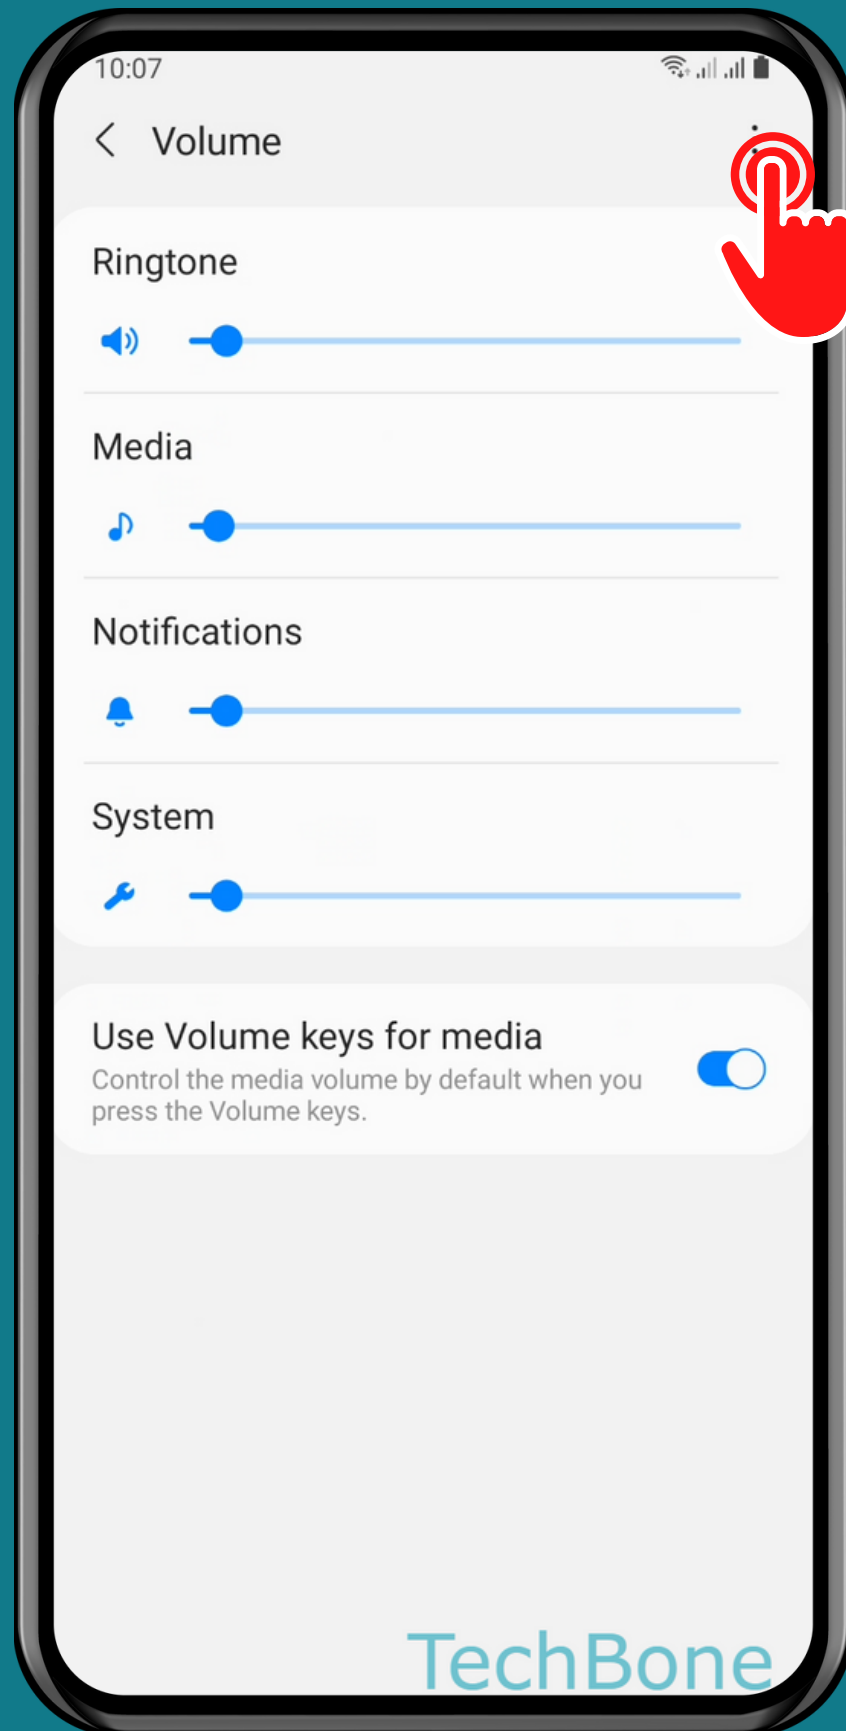 10:07
Volume
Ringtone
Media
Notifications
System
Use Volume keys for media
Control the media volume by default when you
press the Volume keys.
TechBone